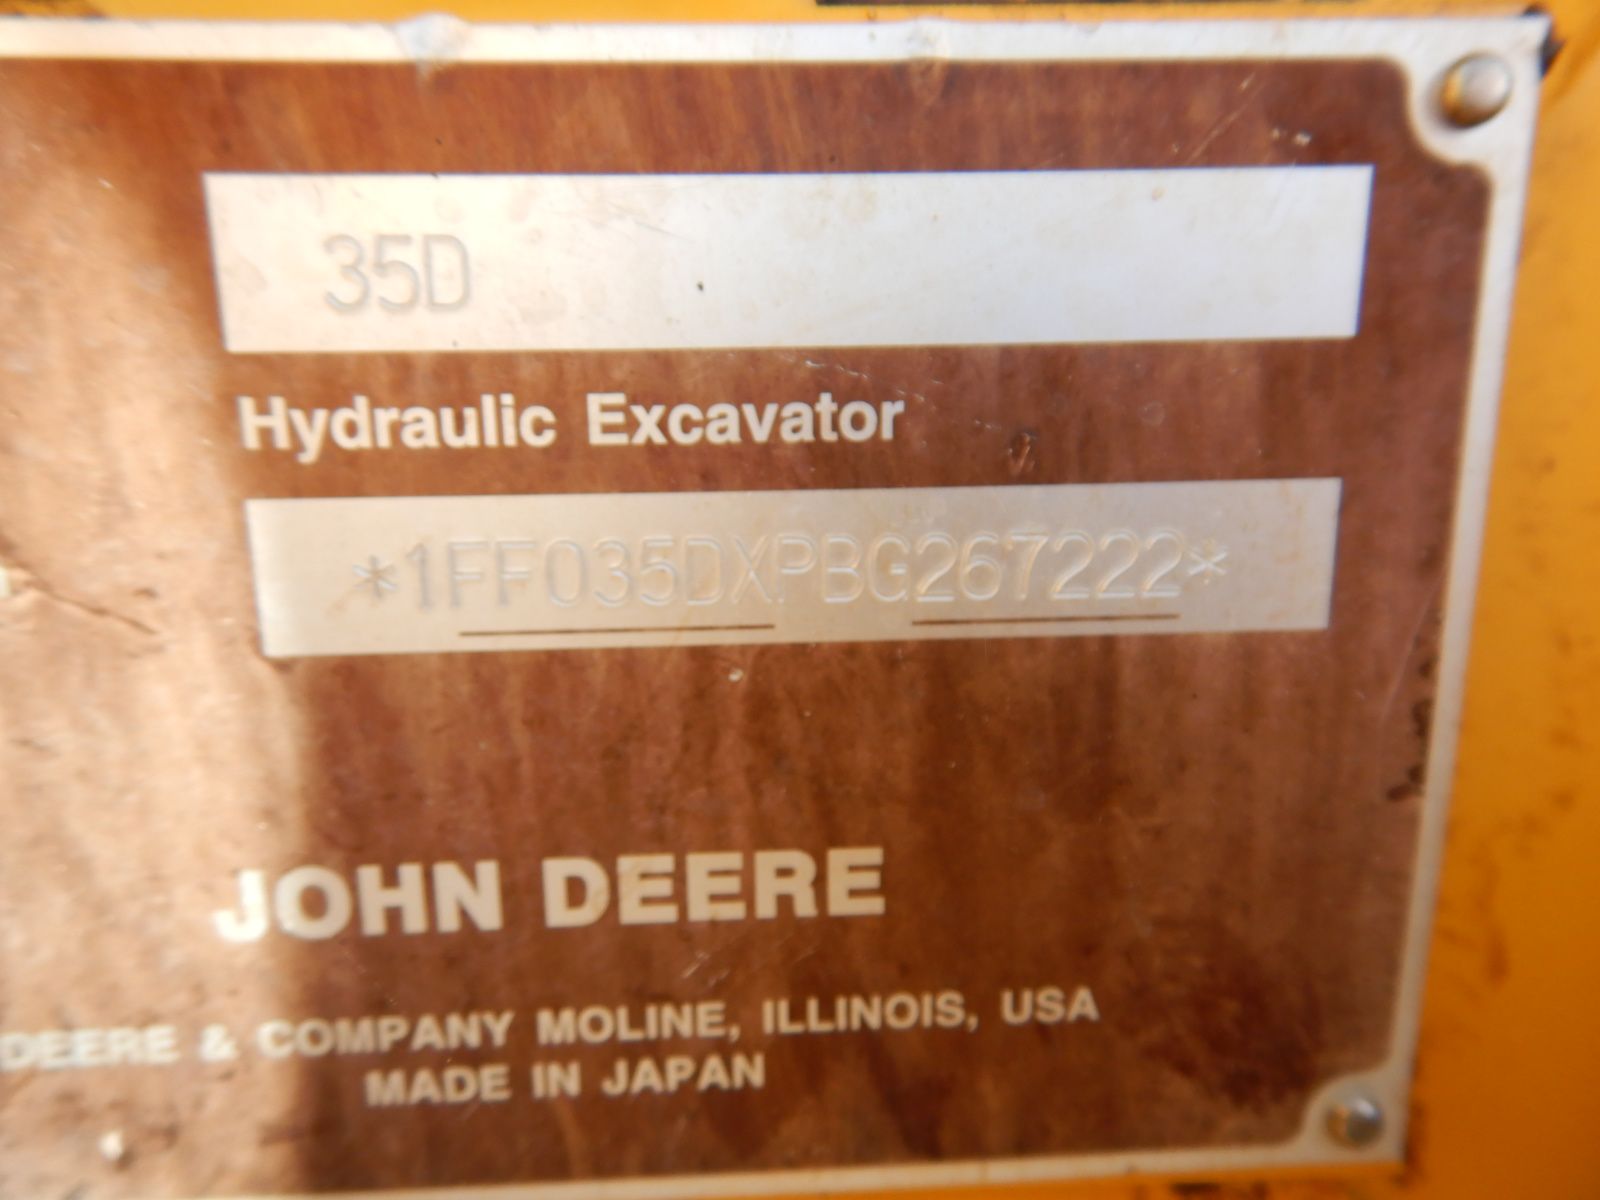 35D
Hydraulic Excavator
*1FF035DXPBG267222*
JOHN DEERE
DEERE & COMPANY MOLINE, ILLINOIS, USA
MADE IN JAPAN